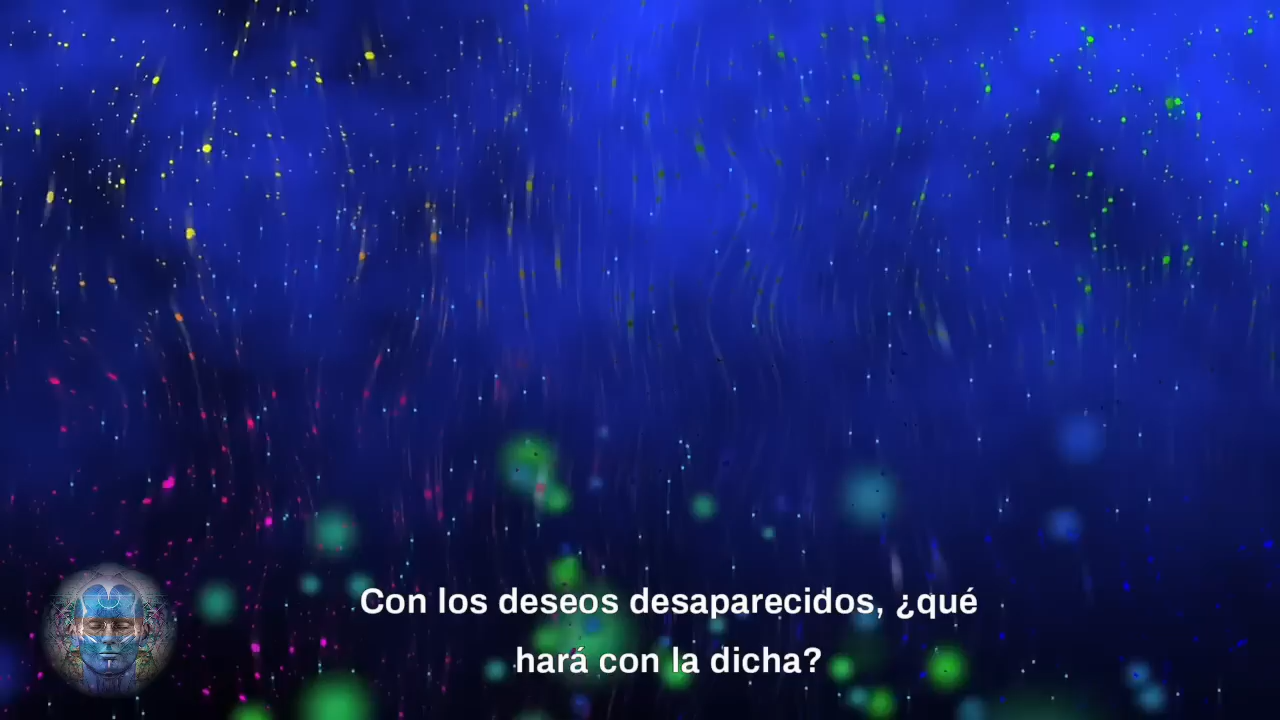 Con los deseos desaparecidos, ¿qué
hará con la dicha?